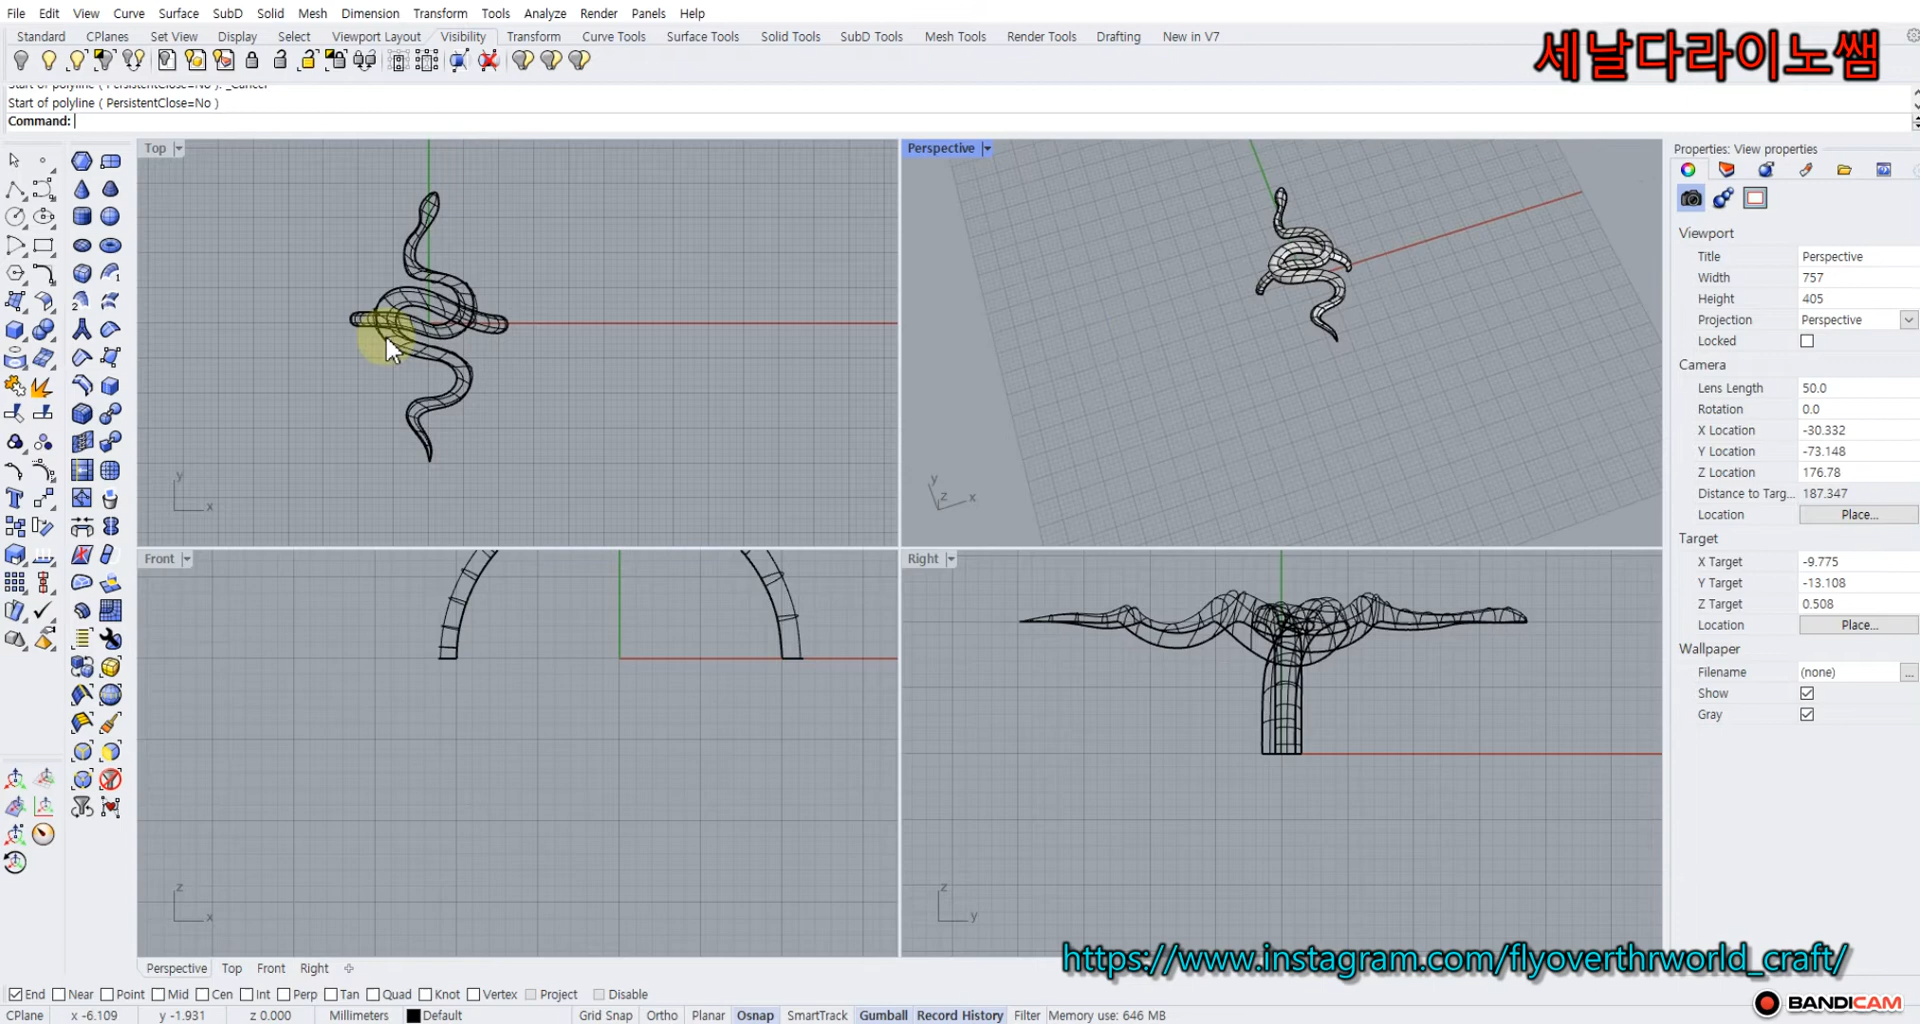 File Edit View Curve Surface SubD Solid Mesh Dimension Transform Tools Analyze Render Panels Help
Standard CPlanes Set View Display Select Viewport Layout Visibility Transform Curve Tools Surface Tools Solid Tools SubD Tools Mesh Tools Render Tools Drafting New in V7
세날다라이노쌤
Start of polyline ( PersistentClose=No ): _Cancel
Start of polyline ( PersistentClose=No )
Command:
Top
Perspective
Front
Right
y
x
y
z
x
z
x
z
y
Properties: View properties
Viewport
Title Perspective
Width 757
Height 405
Projection Perspective
Locked
Camera
Lens Length 50.0
Rotation 0.0
X Location -30.332
Y Location -73.148
Z Location 176.78
Distance to Targ... 187.347
Location Place...
Target
X Target -9.775
Y Target -13.108
Z Target 0.508
Location Place...
Wallpaper
Filename (none) ...
Show
Gray
https://www.instagram.com/flyoverthrworld_craft/
Perspective Top Front Right
End Near Point Mid Cen Int Perp Tan Quad Knot Vertex Project Disable
CPlane x -6.109 y -1.931 z 0.000 Millimeters Default Grid Snap Ortho Planar Osnap SmartTrack Gumball Record History Filter Memory use: 646 MB
BANDICAM